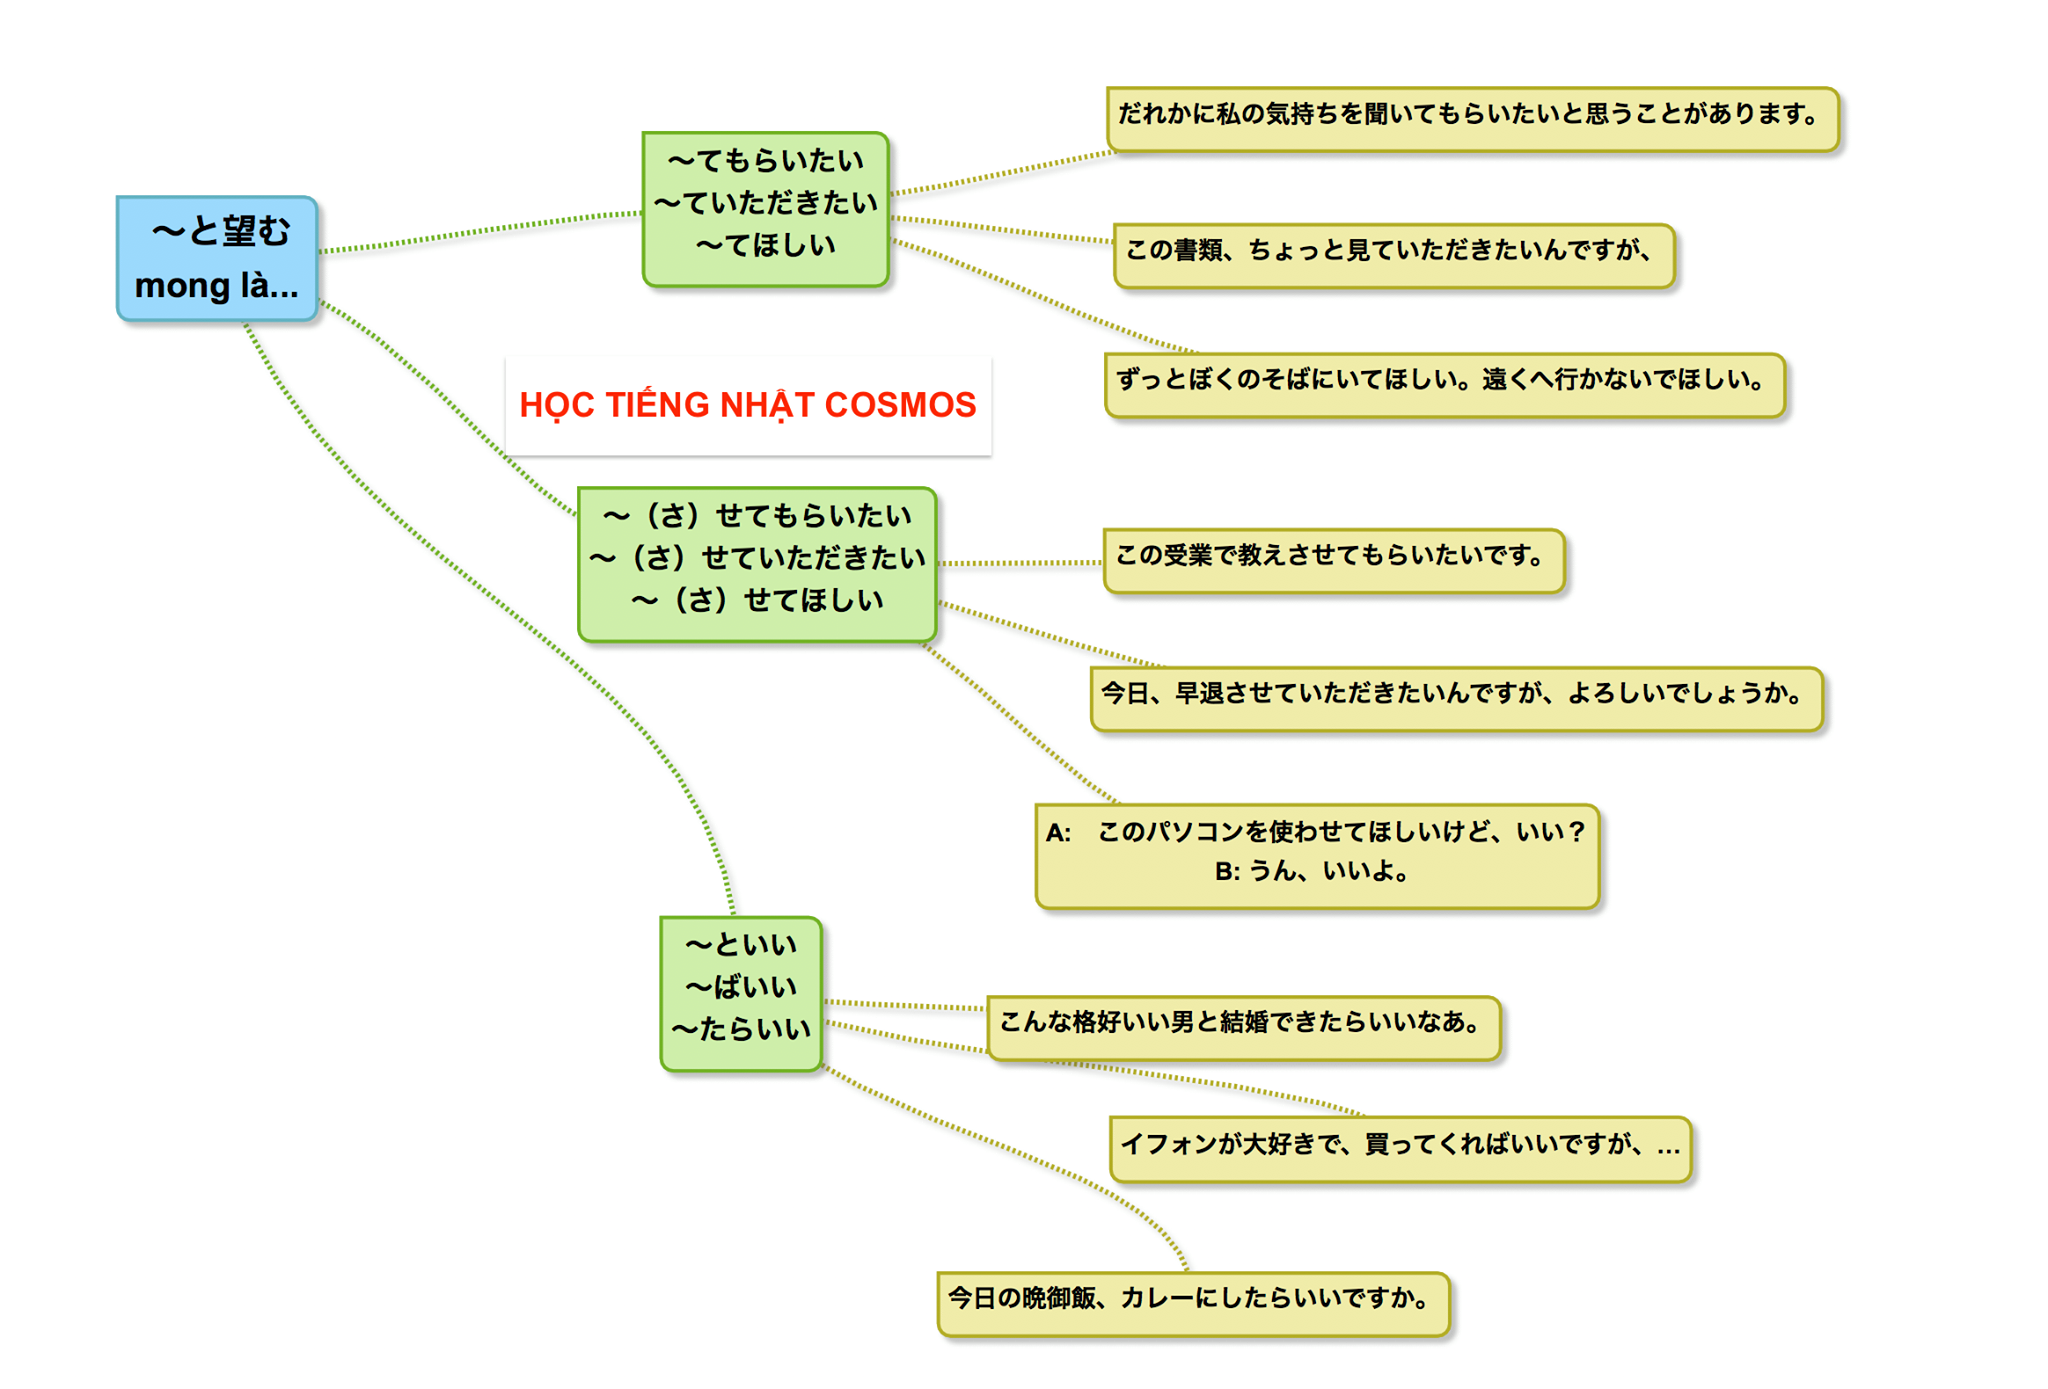 ～と望む
mong là...
～てもらいたい
～ていただきたい
～てほしい
だれかに私の気持ちを聞いてもらいたいと思うことがあります。
この書類、ちょっと見ていただきたいんですが、
ずっとぼくのそばにいてほしい。遠くへ行かないでほしい。
HỌC TIẾNG NHẬT COSMOS
～（さ）せてもらいたい
～（さ）せていただきたい
～（さ）せてほしい
この受業で教えさせてもらいたいです。
今日、早退させていただきたいんですが、よろしいでしょうか。
A:　このパソコンを使わせてほしいけど、いい？
B: うん、いいよ。
～といい
～ばいい
～たらいい
こんな格好いい男と結婚できたらいいなあ。
イフォンが大好きで、買ってくればいいですが、...
今日の晩御飯、カレーにしたらいいですか。